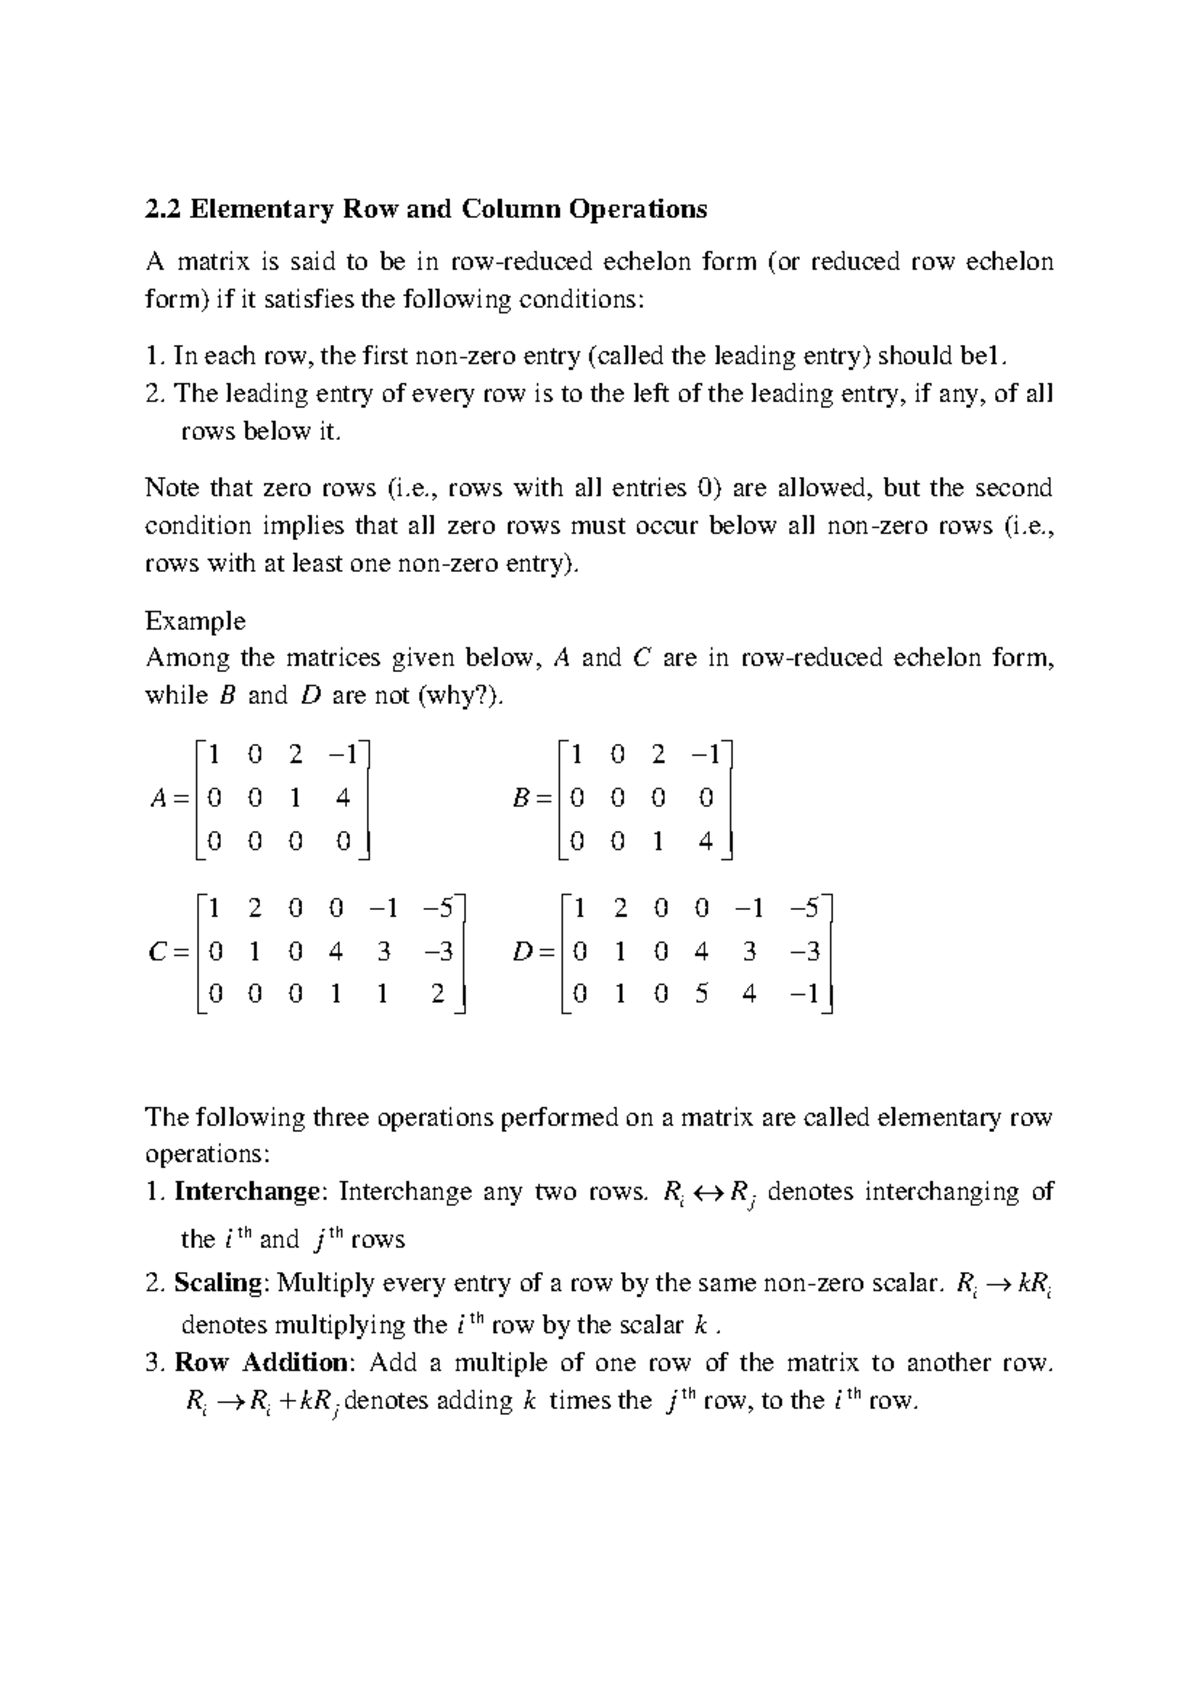 2.2 Elementary Row and Column Operations
A matrix is said to be in row-reduced echelon form (or reduced row echelon
form) if it satisfies the following conditions:
1. In each row, the first non-zero entry (called the leading entry) should be1.
2. The leading entry of every row is to the left of the leading entry, if any, of all
rows below it.
Note that zero rows (i.e., rows with all entries 0) are allowed, but the second
condition implies that all zero rows must occur below all non-zero rows (i.e.,
rows with at least one non-zero entry).
Example
Among the matrices given below, A and C are in row-reduced echelon form,
while B and D are not (why?).
A = [1 0 2 −1
0 0 1 4
0 0 0 0]
B = [1 0 2 −1
0 0 0 0
0 0 1 4]
C = [1 2 0 0 −1 −5
0 1 0 4 3 −3
0 0 0 1 1 2]
D = [1 2 0 0 −1 −5
0 1 0 4 3 −3
0 1 0 5 4 −1]
The following three operations performed on a matrix are called elementary row
operations:
1. Interchange: Interchange any two rows. R_i ↔ R_j denotes interchanging of
the i^th and j^th rows
2. Scaling: Multiply every entry of a row by the same non-zero scalar. R_i → kR_i
denotes multiplying the i^th row by the scalar k .
3. Row Addition: Add a multiple of one row of the matrix to another row.
R_i → R_i + kR_j denotes adding k times the j^th row, to the i^th row.